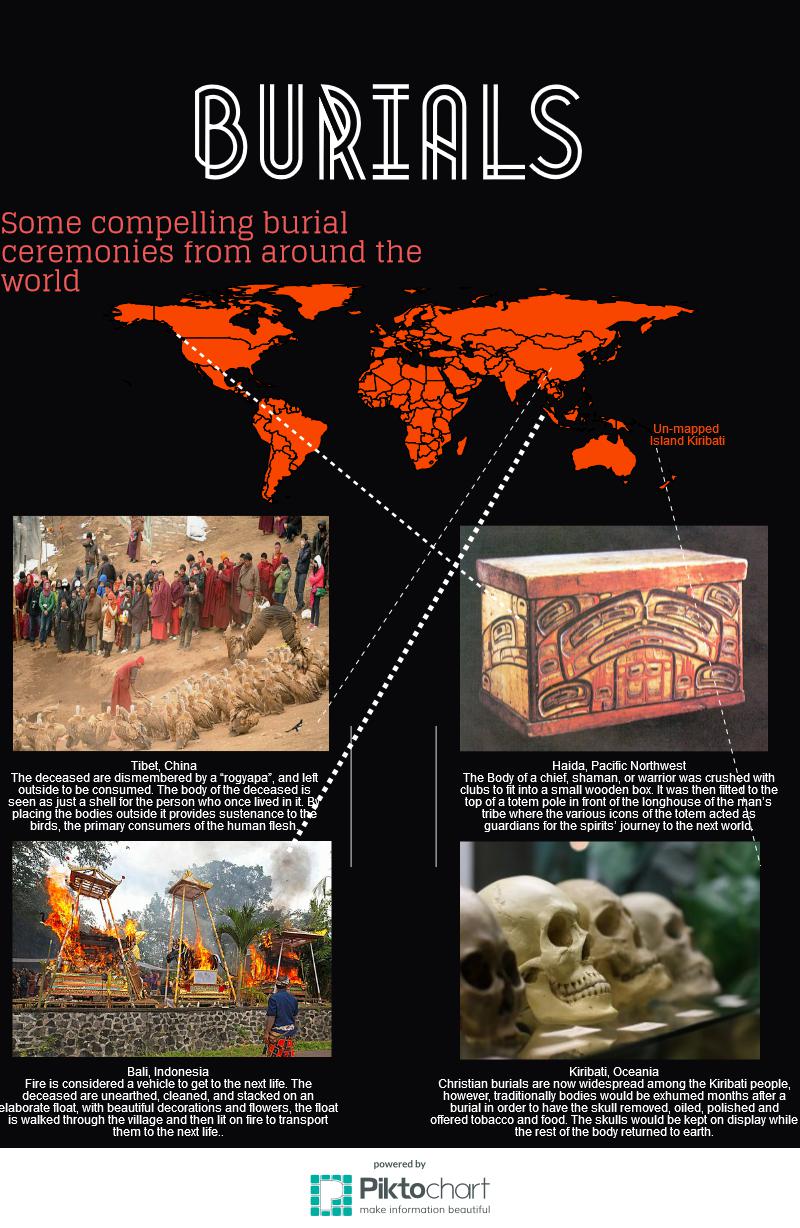 BURIALS
Some compelling burial
ceremonies from around the
world
Un-mapped
Island Kiribati
Tibet, China
The deceased are dismembered by a “rogyapa”, and left
outside to be consumed. The body of the deceased is
seen as just a shell for the person who once lived in it. By
placing the bodies outside it provides sustenance to the
birds, the primary consumers of the human flesh.
Haida, Pacific Northwest
The Body of a chief, shaman, or warrior was crushed with
clubs to fit into a small wooden box. It was then fitted to the
top of a totem pole in front of the longhouse of the man's
tribe where the various icons of the totem acted as
guardians for the spirits' journey to the next world.
Bali, Indonesia
Fire is considered a vehicle to get to the next life. The
deceased are unearthed, cleaned, and stacked on an
elaborate float, with beautiful decorations and flowers, the float
is walked through the village and then lit on fire to transport
them to the next life..
Kiribati, Oceania
Christian burials are now widespread among the Kiribati people,
however, traditionally bodies would be exhumed months after a
burial in order to have the skull removed, oiled, polished and
offered tobacco and food. The skulls would be kept on display while
the rest of the body returned to earth.
powered by
Piktochart
make information beautiful